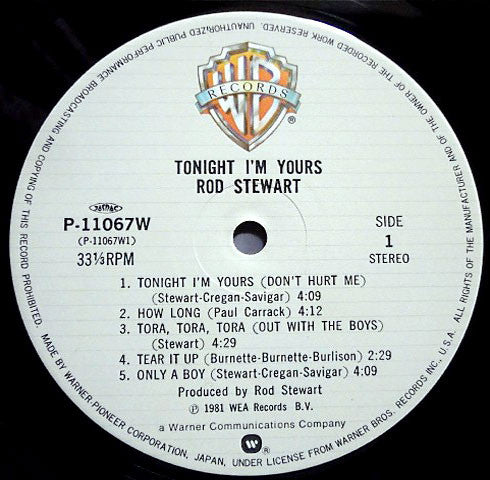 ALL RIGHTS OF THE MANUFACTURER AND OF THE OWNER OF THE RECORDED WORK RESERVED. UNAUTHORIZED PUBLIC PERFORMANCE BROADCASTING AND COPYING OF THIS RECORD PROHIBITED.
W B
RECORDS
®
TONIGHT I'M YOURS
ROD STEWART
P-11067W
(P-11067W1)
33⅓RPM
SIDE
1
STEREO
1. TONIGHT I'M YOURS (DON'T HURT ME)
(Stewart-Cregan-Savigar) 4:09
2. HOW LONG (Paul Carrack) 4:12
3. TORA, TORA, TORA (OUT WITH THE BOYS)
(Stewart) 4:29
4. TEAR IT UP (Burnette-Burnette-Burlison) 2:29
5. ONLY A BOY (Stewart-Cregan-Savigar) 4:09
Produced by Rod Stewart
℗ 1981 WEA Records B.V.
a Warner Communications Company
W®
MADE BY WARNER-PIONEER CORPORATION, JAPAN, UNDER LICENSE FROM WARNER BROS. RECORDS INC., U.S.A.